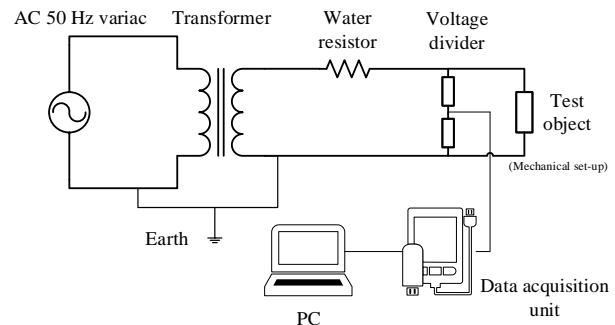 AC 50 Hz variac
Transformer
Water
resistor
Voltage
divider
Test
object
(Mechanical set-up)
Earth
PC
Data acquisition
unit